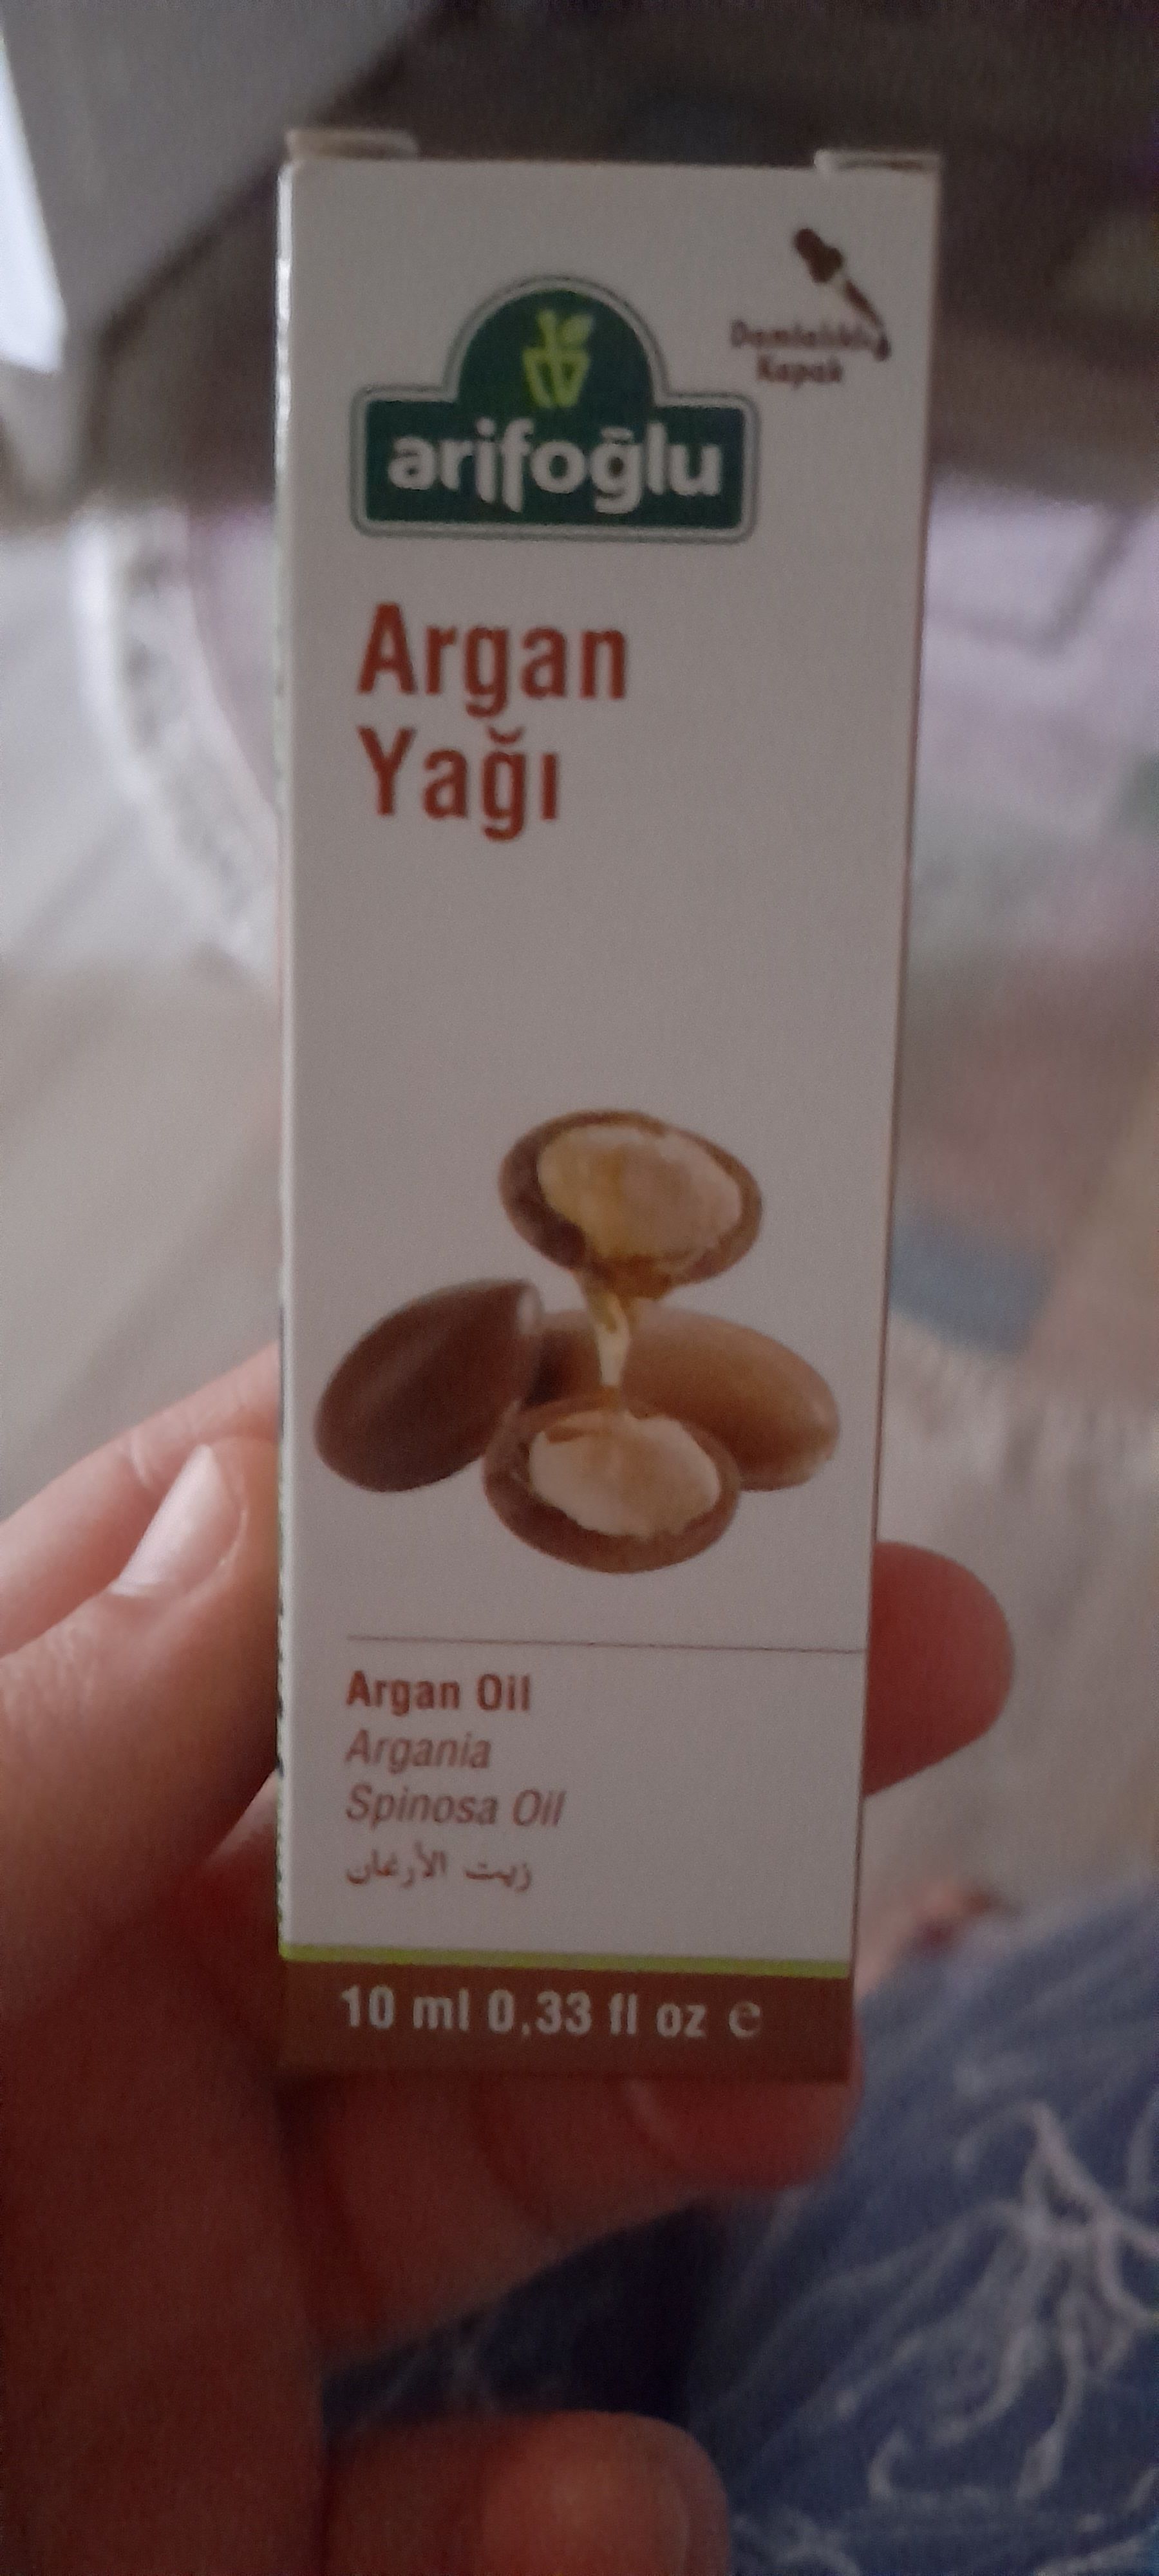 Damlalıklı
Kapak
arifoğlu
Argan
Yağı
Argan Oil
Argania
Spinosa Oil
زيت الأرغان
10 ml 0,33 fl oz e